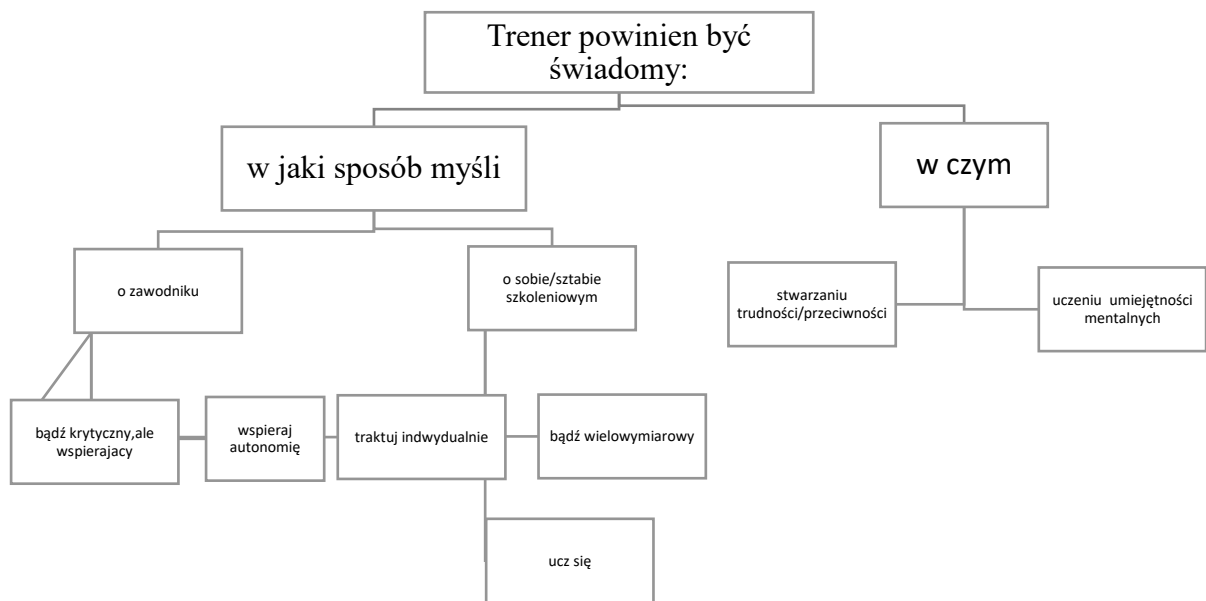 Trener powinien być
świadomy:
w jaki sposób myśli
w czym
o zawodniku
o sobie/sztabie
szkoleniowym
stwarzaniu
trudności/przeciwności
uczeniu umiejętności
mentalnych
bądź krytyczny,ale
wspierajacy
wspieraj
autonomię
traktuj indwydualnie
bądź wielowymiarowy
ucz się